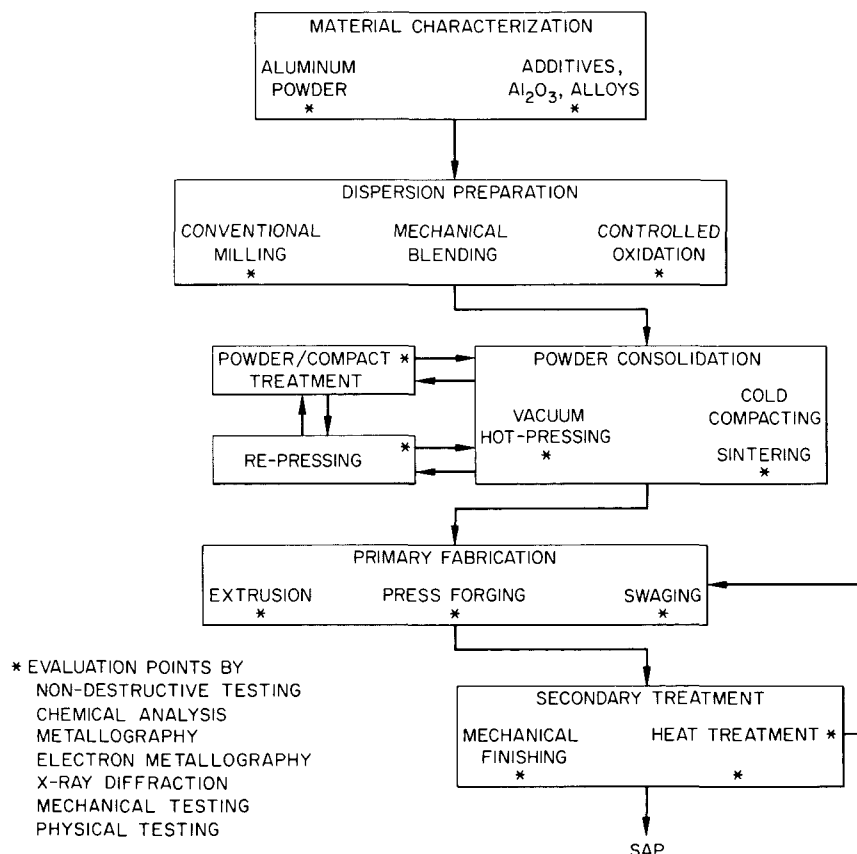 MATERIAL CHARACTERIZATION
ALUMINUM
POWDER
*
ADDITIVES,
Al₂O₃, ALLOYS
*
DISPERSION PREPARATION
CONVENTIONAL
MILLING
*
MECHANICAL
BLENDING
CONTROLLED
OXIDATION
*
POWDER/COMPACT *
TREATMENT
RE-PRESSING *
POWDER CONSOLIDATION
VACUUM
HOT-PRESSING
*
COLD
COMPACTING
SINTERING
*
PRIMARY FABRICATION
EXTRUSION
*
PRESS FORGING
*
SWAGING
*
* EVALUATION POINTS BY
NON-DESTRUCTIVE TESTING
CHEMICAL ANALYSIS
METALLOGRAPHY
ELECTRON METALLOGRAPHY
X-RAY DIFFRACTION
MECHANICAL TESTING
PHYSICAL TESTING
SECONDARY TREATMENT
MECHANICAL
FINISHING
*
HEAT TREATMENT *
*
SAP